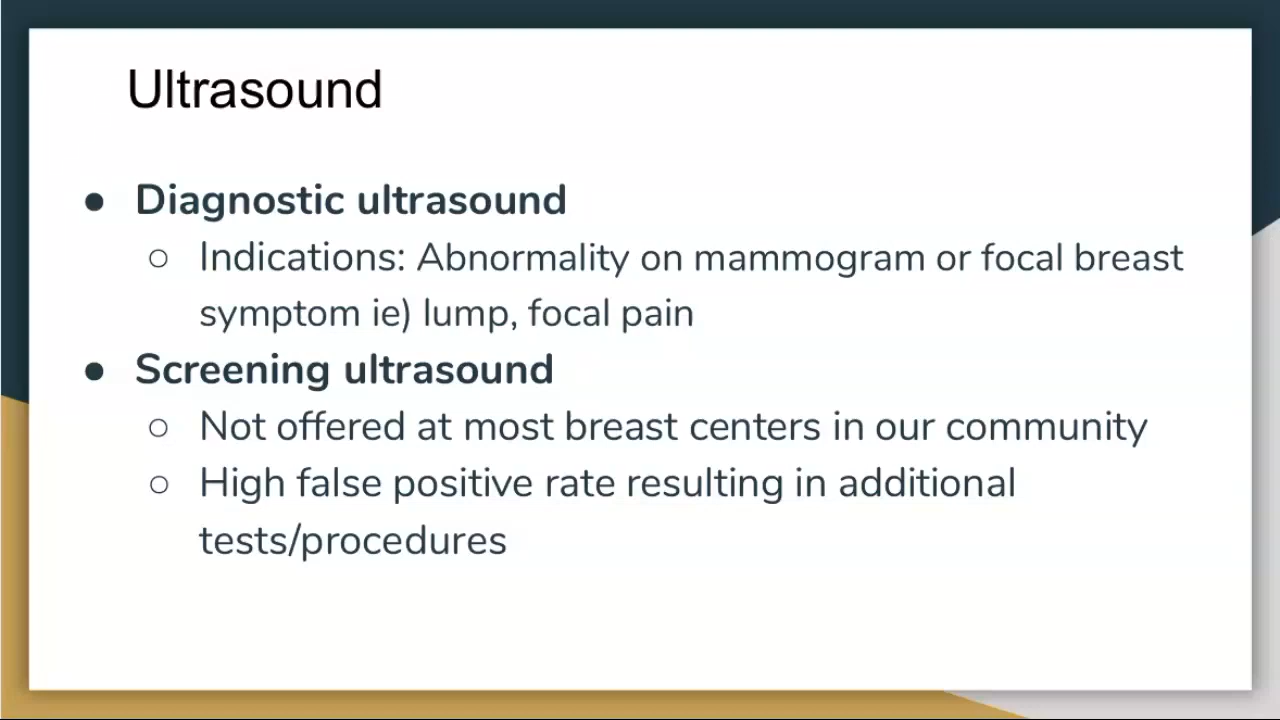 Ultrasound
● Diagnostic ultrasound
○ Indications: Abnormality on mammogram or focal breast
symptom ie) lump, focal pain
● Screening ultrasound
○ Not offered at most breast centers in our community
○ High false positive rate resulting in additional
tests/procedures